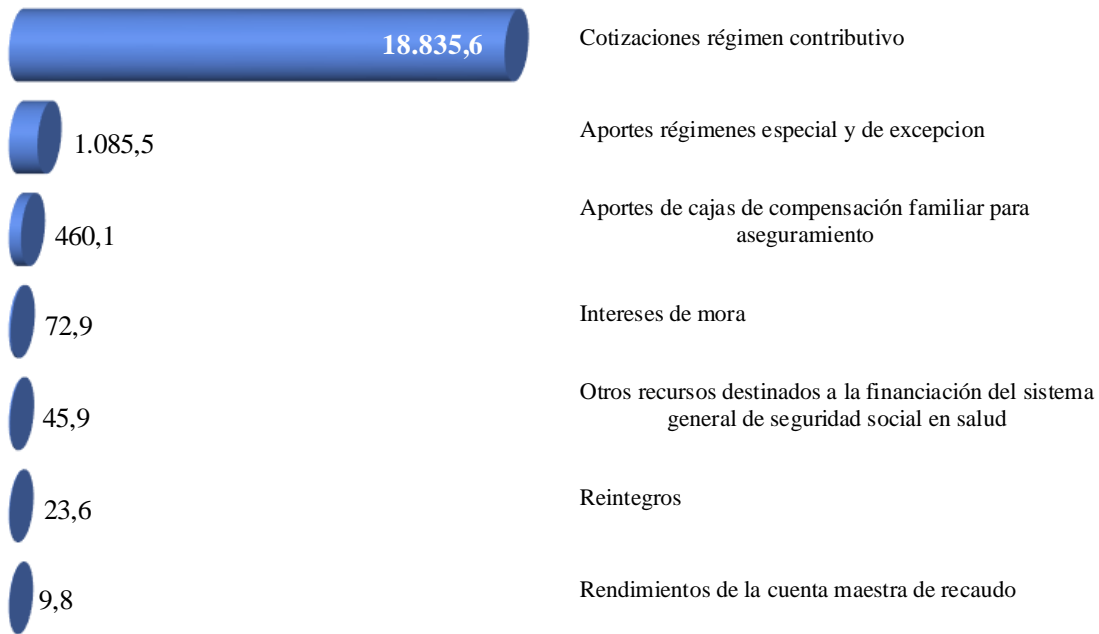 18.835,6
Cotizaciones régimen contributivo
1.085,5
Aportes régimenes especial y de excepcion
460,1
Aportes de cajas de compensación familiar para
aseguramiento
72,9
Intereses de mora
45,9
Otros recursos destinados a la financiación del sistema
general de seguridad social en salud
23,6
Reintegros
9,8
Rendimientos de la cuenta maestra de recaudo